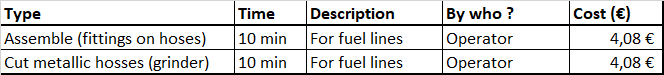 Type Time Description By who ? Cost (€)
Assemble (fittings on hoses) 10 min For fuel lines Operator 4,08 €
Cut metallic hosses (grinder) 10 min For fuel lines Operator 4,08 €